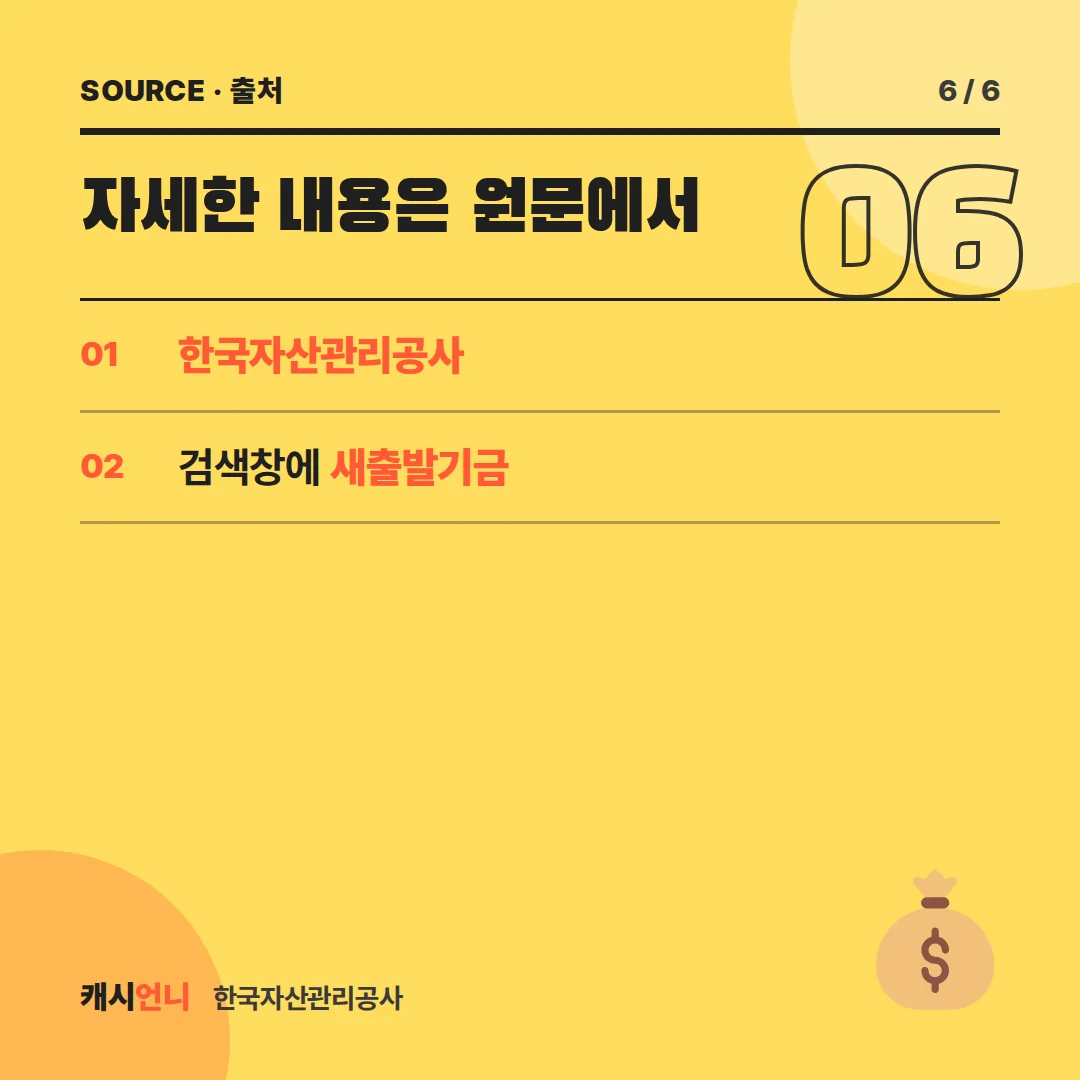 SOURCE · 출처
6 / 6
자세한 내용은 원문에서
06
01 한국자산관리공사
02 검색창에 새출발기금
$
캐시언니 한국자산관리공사